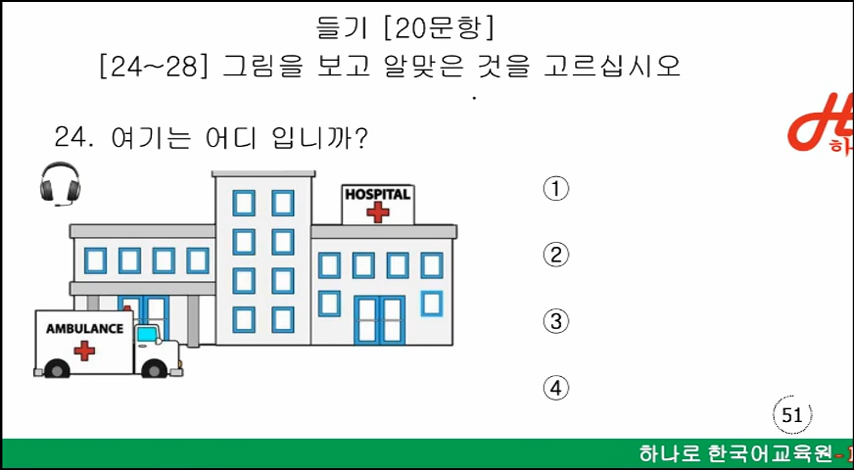 듣기 [20문항]
[24~28] 그림을 보고 알맞은 것을 고르십시오
24. 여기는 어디 입니까?
HOSPITAL
AMBULANCE
①
②
③
④
51
하나로 한국어교육원